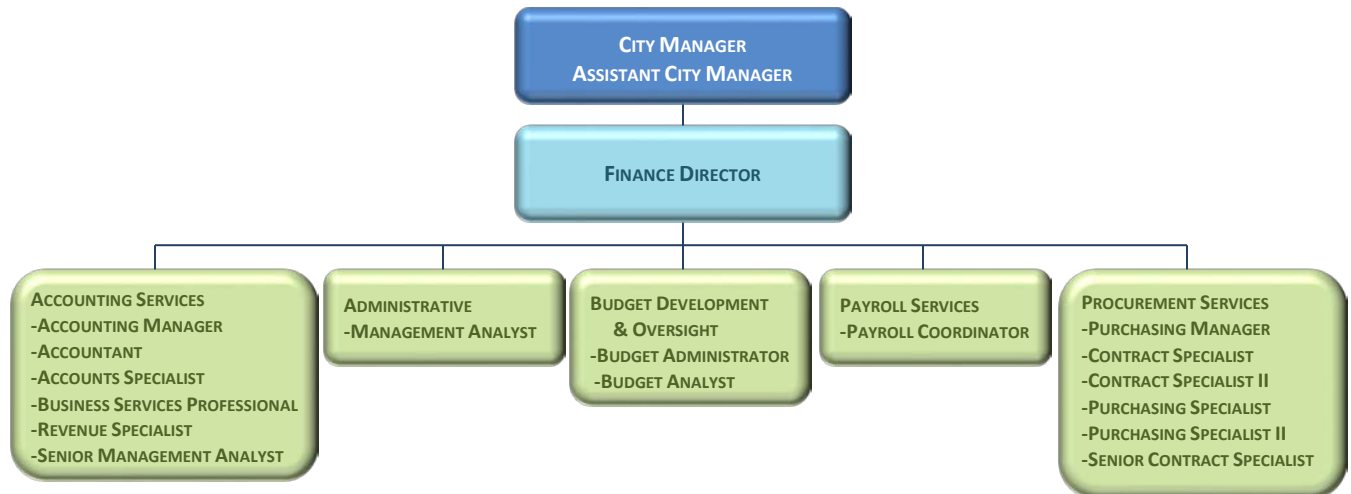 CITY MANAGER
ASSISTANT CITY MANAGER
FINANCE DIRECTOR
ACCOUNTING SERVICES
-ACCOUNTING MANAGER
-ACCOUNTANT
-ACCOUNTS SPECIALIST
-BUSINESS SERVICES PROFESSIONAL
-REVENUE SPECIALIST
-SENIOR MANAGEMENT ANALYST
ADMINISTRATIVE
-MANAGEMENT ANALYST
BUDGET DEVELOPMENT
& OVERSIGHT
-BUDGET ADMINISTRATOR
-BUDGET ANALYST
PAYROLL SERVICES
-PAYROLL COORDINATOR
PROCUREMENT SERVICES
-PURCHASING MANAGER
-CONTRACT SPECIALIST
-CONTRACT SPECIALIST II
-PURCHASING SPECIALIST
-PURCHASING SPECIALIST II
-SENIOR CONTRACT SPECIALIST